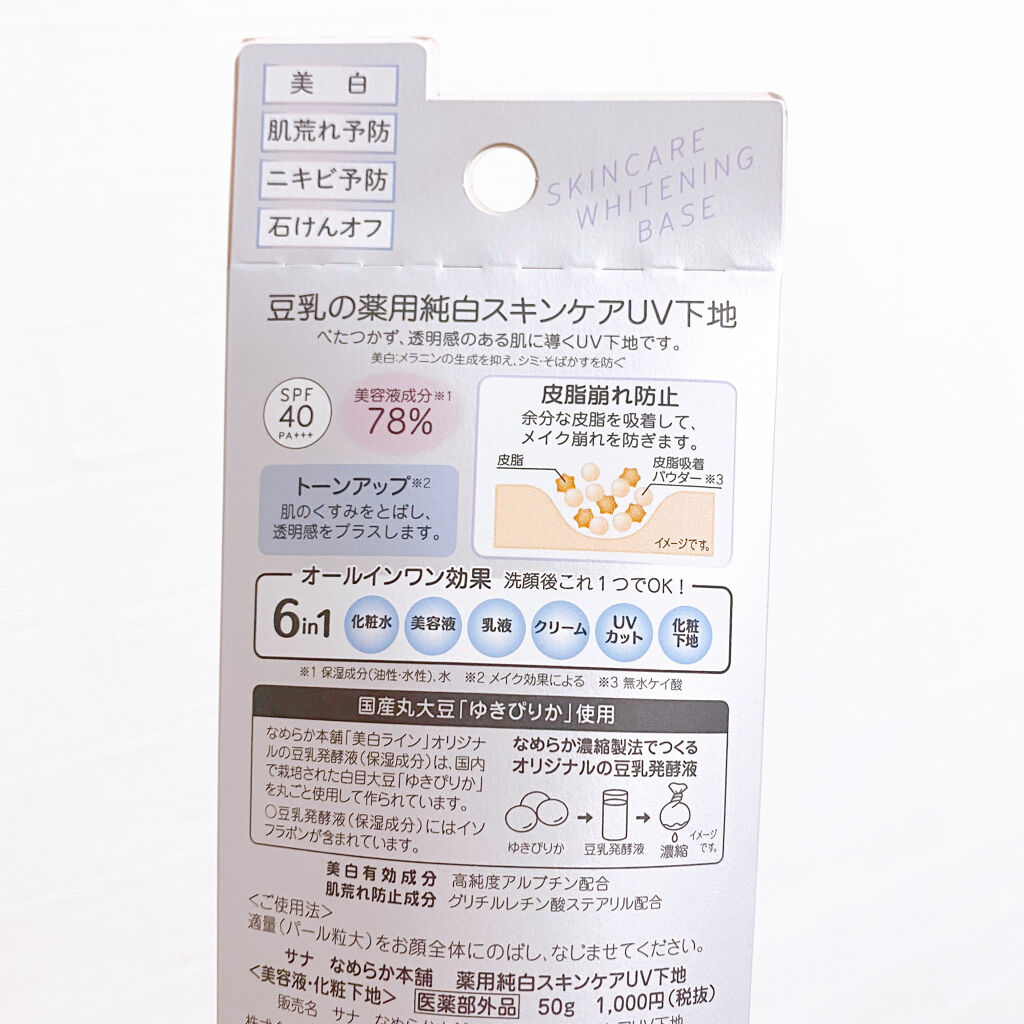 美白
肌荒れ予防
ニキビ予防
石けんオフ
SKINCARE
WHITENING
BASE
豆乳の薬用純白スキンケアUV下地
べたつかず、透明感のある肌に導くUV下地です。
美白:メラニンの生成を抑え、シミ・そばかすを防ぐ
SPF
40
PA+++
美容液成分※1
78%
トーンアップ※2
肌のくすみをとばし、
透明感をプラスします。
皮脂崩れ防止
余分な皮脂を吸着して、
メイク崩れを防ぎます。
皮脂
皮脂吸着
パウダー※3
イメージです。
オールインワン効果 洗顔後これ1つでOK!
6in1
化粧水
美容液
乳液
クリーム
UV
カット
化粧
下地
※1 保湿成分(油性・水性)、水 ※2 メイク効果による ※3 無水ケイ酸
国産丸大豆「ゆきぴりか」使用
なめらか本舗「美白ライン」オリジナ
ルの豆乳発酵液(保湿成分)は、国内
で栽培された白目大豆「ゆきぴりか」
を丸ごと使用して作られています。
○豆乳発酵液(保湿成分)にはイソ
フラボンが含まれています。
なめらか濃縮製法でつくる
オリジナルの豆乳発酵液
ゆきぴりか
豆乳発酵液
濃縮
イメージ
です。
美白有効成分 高純度アルブチン配合
肌荒れ防止成分 グリチルレチン酸ステアリル配合
<ご使用法>
適量(パール粒大)をお顔全体にのばし、なじませてください。
サナ なめらか本舗 薬用純白スキンケアUV下地
<美容液・化粧下地> 医薬部外品 50g 1,000円(税抜)
販売名 サナ なめらか本舗